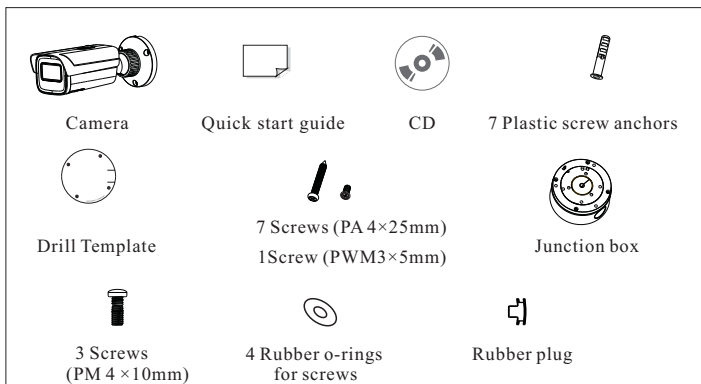 Camera
Quick start guide
CD
7 Plastic screw anchors
Drill Template
7 Screws (PA 4×25mm)
1Screw (PWM3×5mm)
Junction box
3 Screws
(PM 4 ×10mm)
4 Rubber o-rings
for screws
Rubber plug